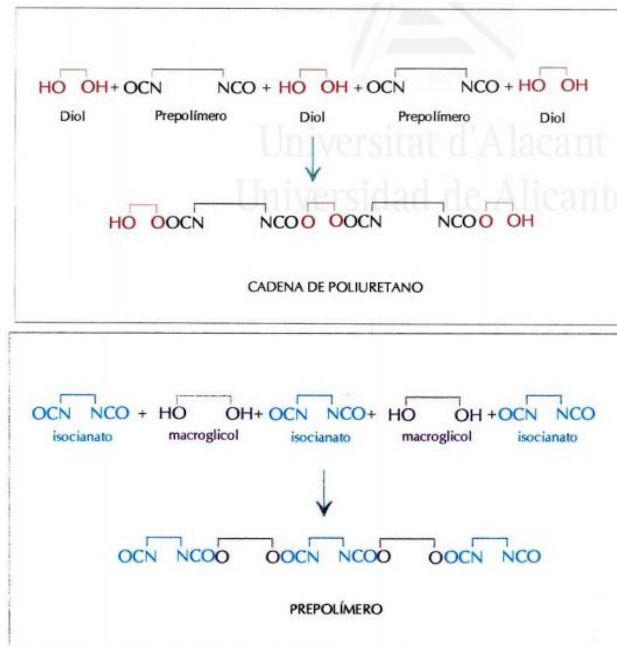 HO OH + OCN NCO + HO OH + OCN NCO + HO OH
Diol Prepolímero Diol Prepolímero Diol
Universitat d'Alacant
Universidad de Alicante
HO OOCN NCOO OOCN NCOO OH
CADENA DE POLIURETANO
OCN NCO + HO OH + OCN NCO + HO OH + OCN NCO
isocianato macroglicol isocianato macroglicol isocianato
OCN NCOO OOCN NCOO OOCN NCO
PREPOLÍMERO